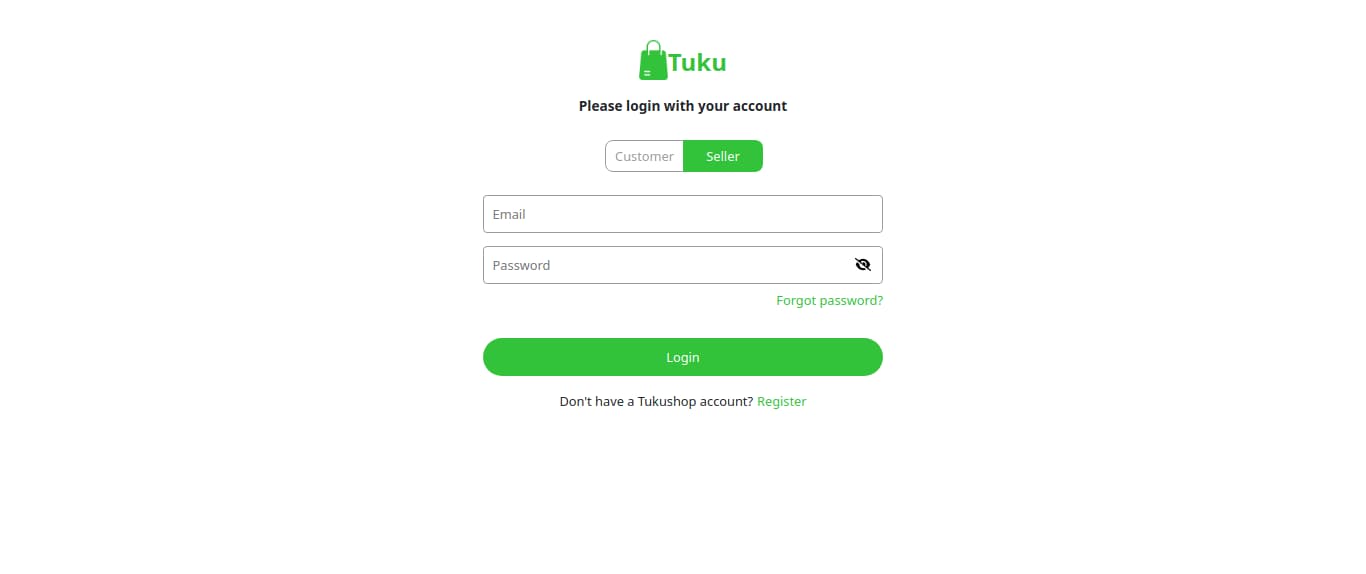 Tuku
Please login with your account
Customer Seller
Email
Password
Forgot password?
Login
Don't have a Tukushop account? Register